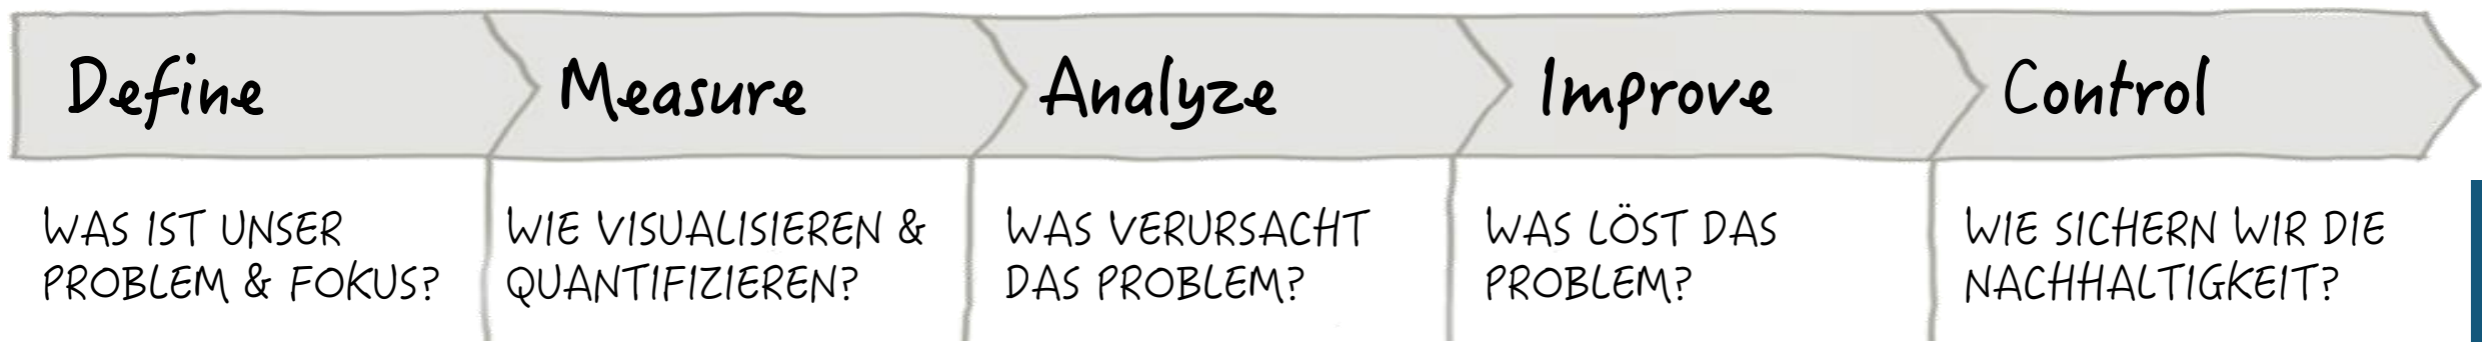 Define
Measure
Analyze
Improve
Control
WAS IST UNSER
PROBLEM & FOKUS?
WIE VISUALISIEREN &
QUANTIFIZIEREN?
WAS VERURSACHT
DAS PROBLEM?
WAS LÖST DAS
PROBLEM?
WIE SICHERN WIR DIE
NACHHALTIGKEIT?